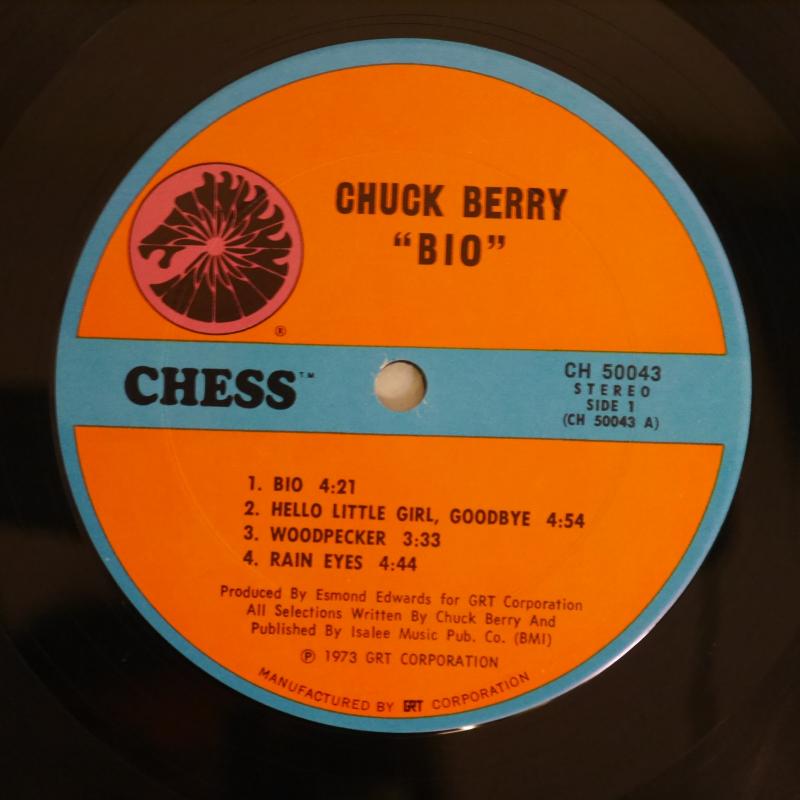 CHUCK BERRY
“BIO”
®
CHESS™
CH 50043
STEREO
SIDE 1
(CH 50043 A)
1. BIO 4:21
2. HELLO LITTLE GIRL, GOODBYE 4:54
3. WOODPECKER 3:33
4. RAIN EYES 4:44
Produced By Esmond Edwards for GRT Corporation
All Selections Written By Chuck Berry And
Published By Isalee Music Pub. Co. (BMI)
℗ 1973 GRT CORPORATION
MANUFACTURED BY GRT CORPORATION